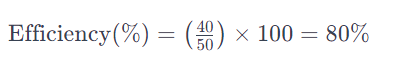 Efficiency(%) = (40/50) × 100 = 80%